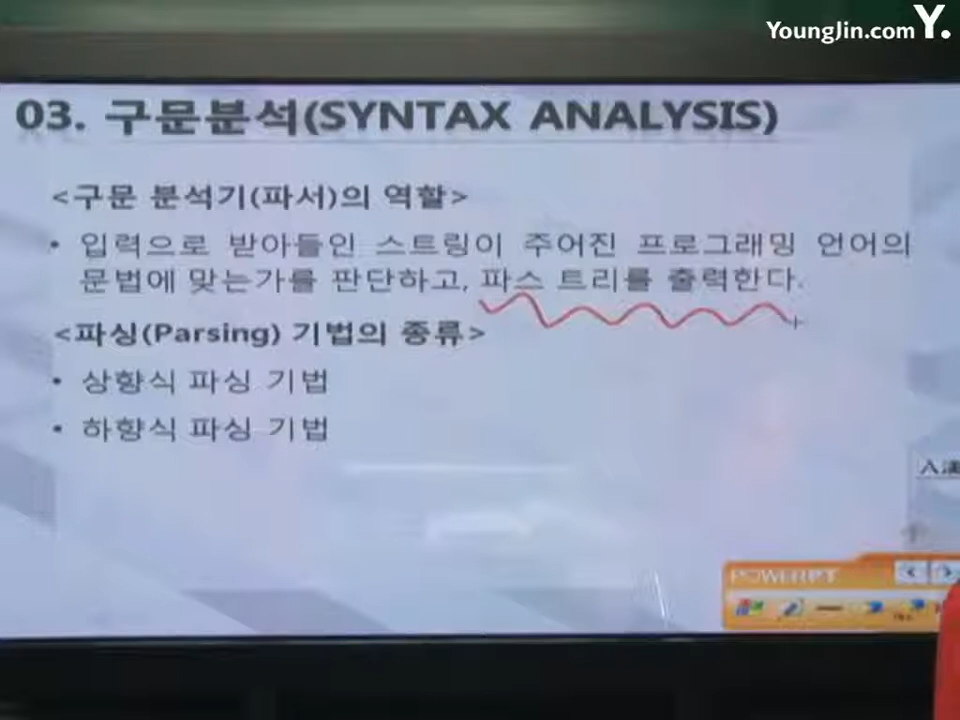 YoungJin.com Y.
03. 구문분석(SYNTAX ANALYSIS)
<구문 분석기(파서)의 역할>
• 입력으로 받아들인 스트링이 주어진 프로그래밍 언어의
문법에 맞는가를 판단하고, 파스 트리를 출력한다.
<파싱(Parsing) 기법의 종류>
• 상향식 파싱 기법
• 하향식 파싱 기법
POWERPT